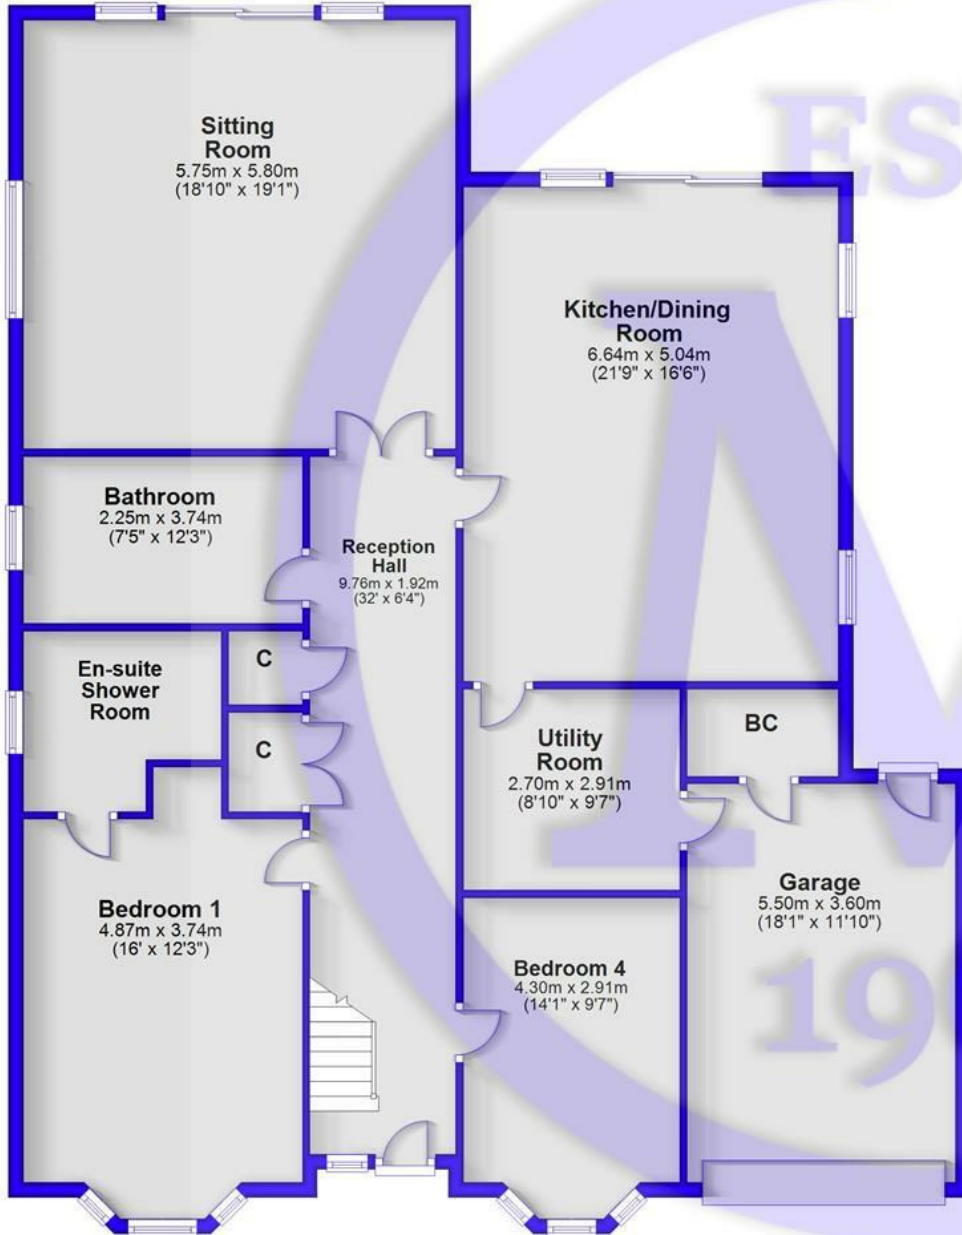 Sitting
Room
5.75m x 5.80m
(18'10" x 19'1")
Kitchen/Dining
Room
6.64m x 5.04m
(21'9" x 16'6")
Bathroom
2.25m x 3.74m
(7'5" x 12'3")
Reception
Hall
9.76m x 1.92m
(32' x 6'4")
En-suite
Shower
Room
C
C
Utility
Room
2.70m x 2.91m
(8'10" x 9'7")
BC
Bedroom 1
4.87m x 3.74m
(16' x 12'3")
Bedroom 4
4.30m x 2.91m
(14'1" x 9'7")
Garage
5.50m x 3.60m
(18'1" x 11'10")